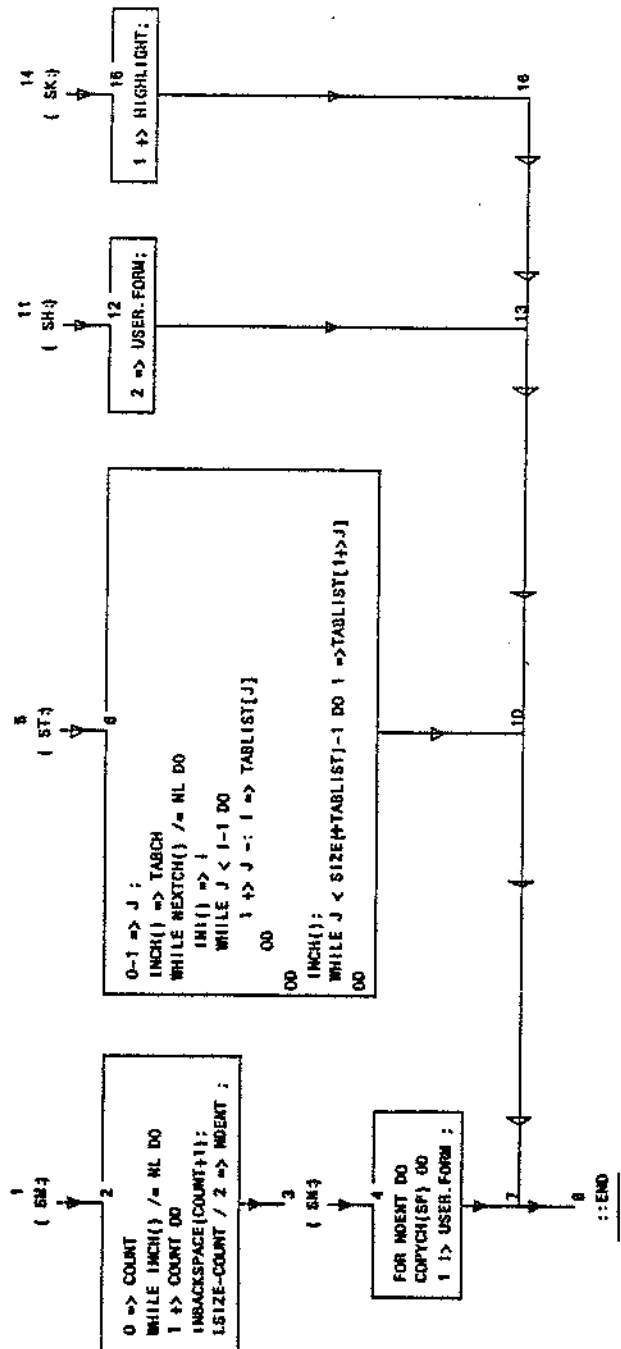 1
( SM:)
2
0 => COUNT
WHILE INCH() /= NL DO
1 +> COUNT OD
INBACKSPACE(COUNT+1);
LSIZE-COUNT / 2 => NDENT ;
3
( SN:)
4
FOR NDENT DO
COPYCH(SP) OD
1 !> USER.FORM ;
7
8
::END
5
( ST:)
6
0-1 => J ;
INCH() => TABCH
WHILE NEXTCH() /= NL DO
INI() => I
WHILE J < I-1 DO
1 +> J -: I => TABLIST[J]
OD
OD
INCH();
WHILE J < SIZE(^TABLIST)-1 DO 1 =>TABLIST[1+>J]
OD
10
11
( SH:)
12
2 => USER.FORM;
13
14
( SK:)
15
1 +> HIGHLIGHT;
16